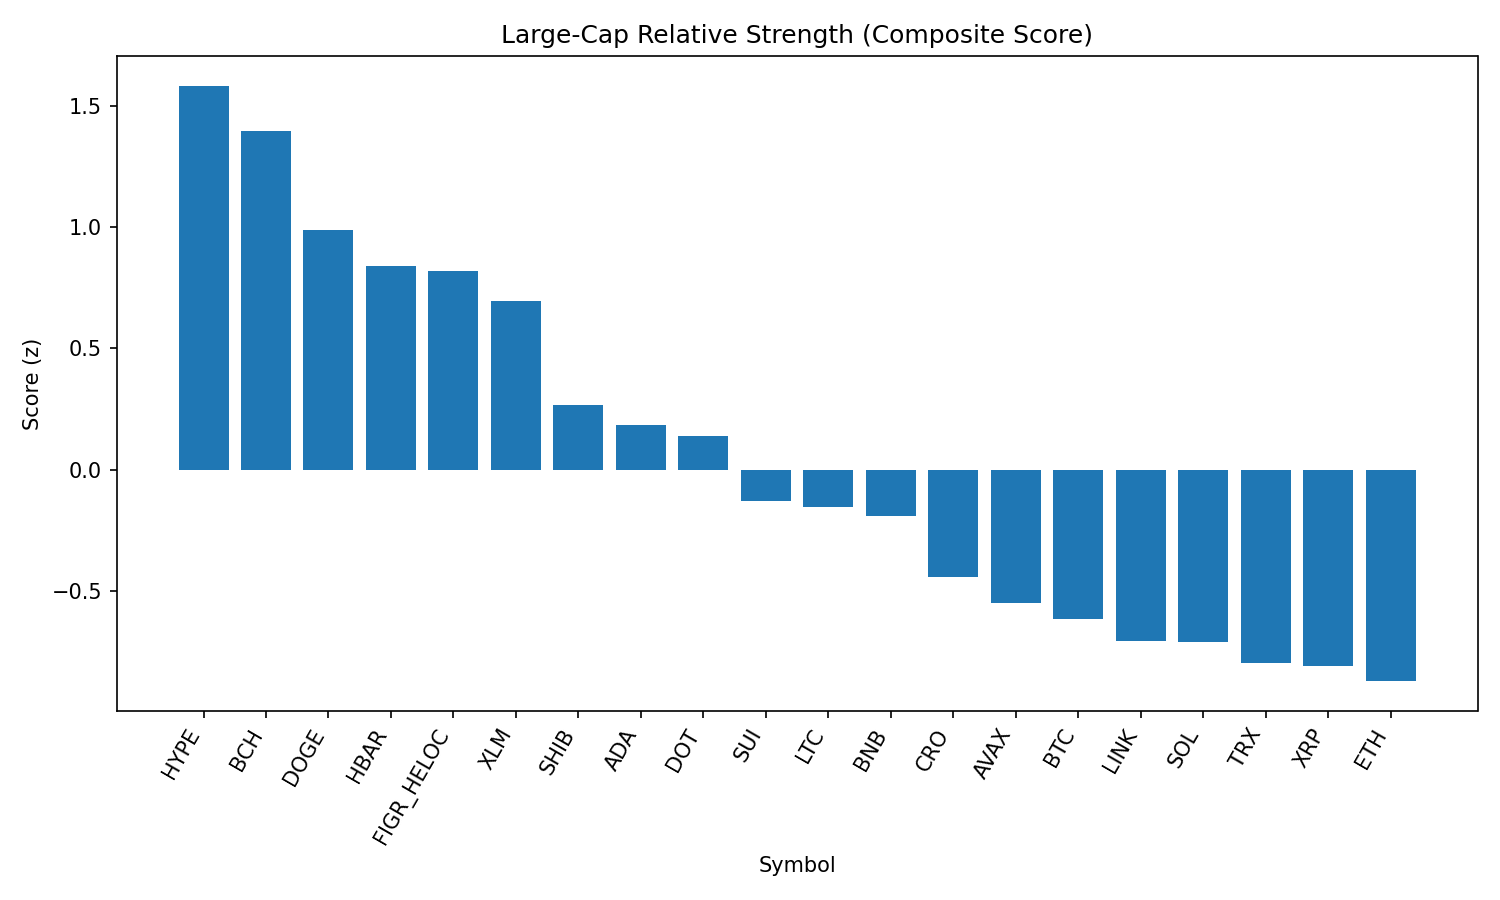 Large-Cap Relative Strength (Composite Score)
Score (z)
1.5
1.0
0.5
0.0
−0.5
HYPE
BCH
DOGE
HBAR
FIGR_HELOC
XLM
SHIB
ADA
DOT
SUI
LTC
BNB
CRO
AVAX
BTC
LINK
SOL
TRX
XRP
ETH
Symbol